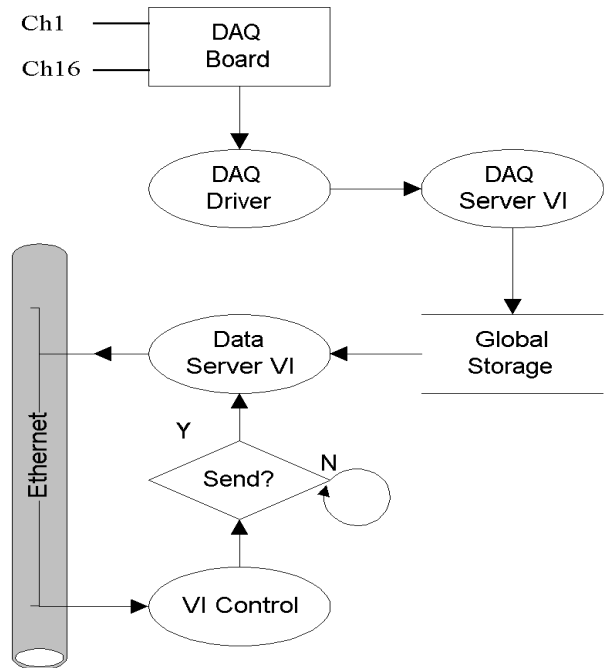 Ch1
Ch16
DAQ
Board
DAQ
Driver
DAQ
Server VI
Data
Server VI
Global
Storage
Y
N
Send?
Ethernet
VI Control